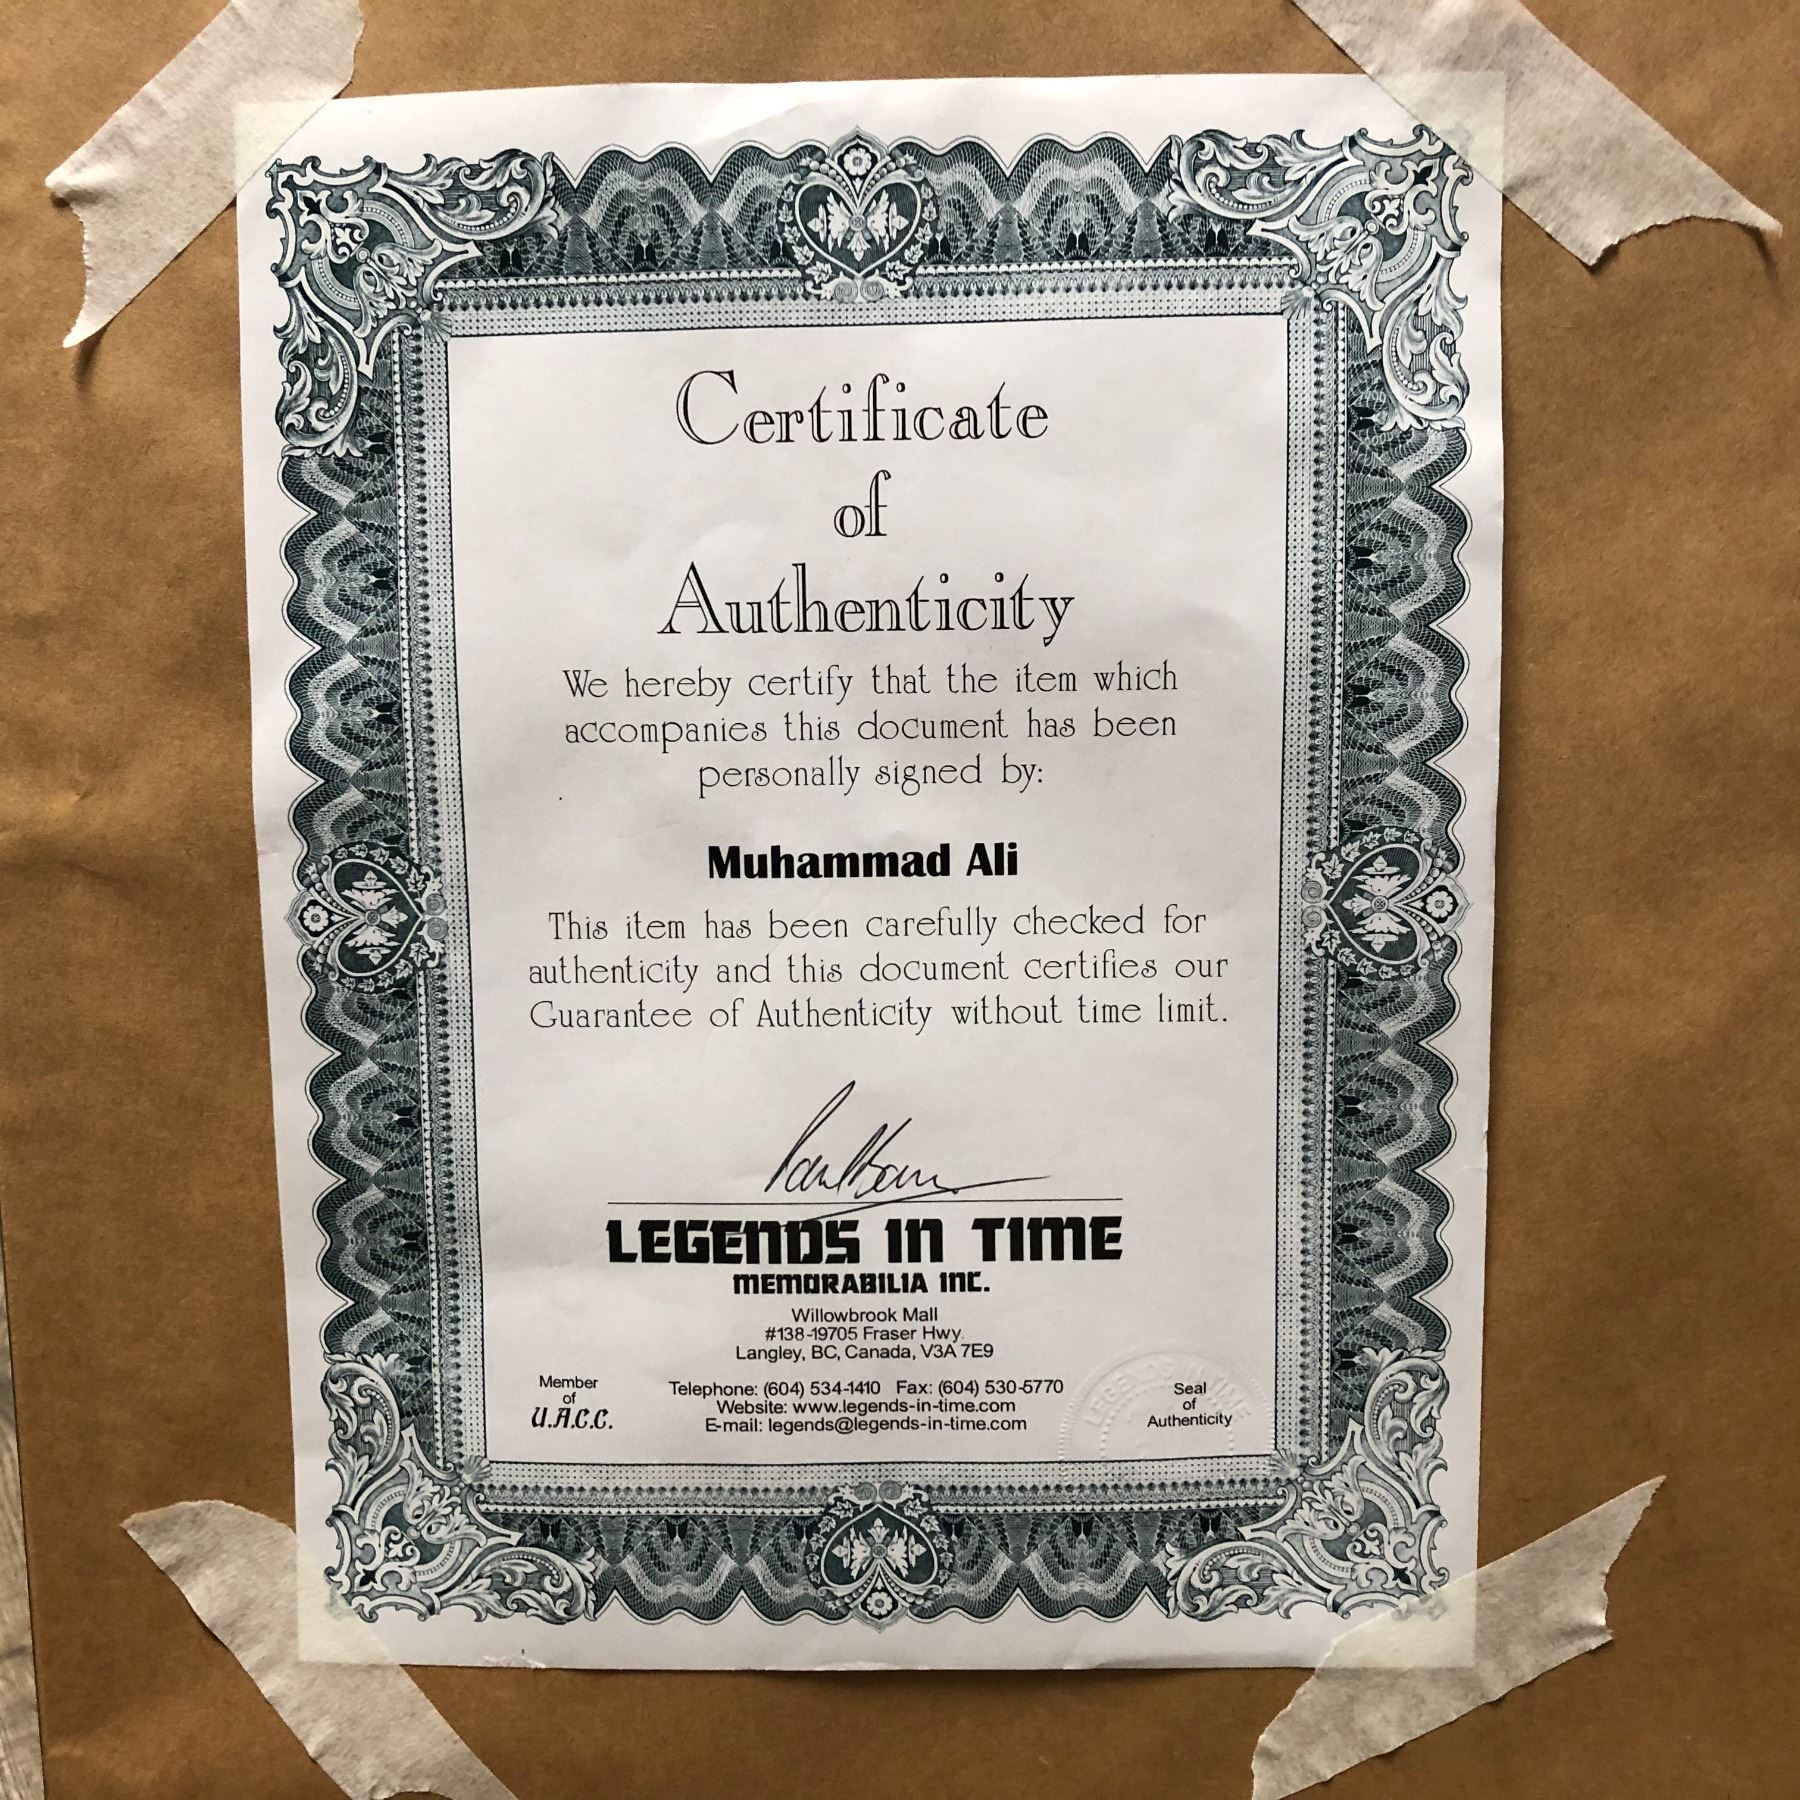 Certificate
of
Authenticity
We hereby certify that the item which
accompanies this document has been
personally signed by:
Muhammad Ali
This item has been carefully checked for
authenticity and this document certifies our
Guarantee of Authenticity without time limit.
LEGENDS IN TIME
MEMORABILIA INC.
Willowbrook Mall
#138-19705 Fraser Hwy.
Langley, BC, Canada, V3A 7E9
Member
of
U.A.C.C.
Telephone: (604) 534-1410 Fax: (604) 530-5770
Website: www.legends-in-time.com
E-mail: legends@legends-in-time.com
Seal
of
Authenticity
LEGENDS IN TIME